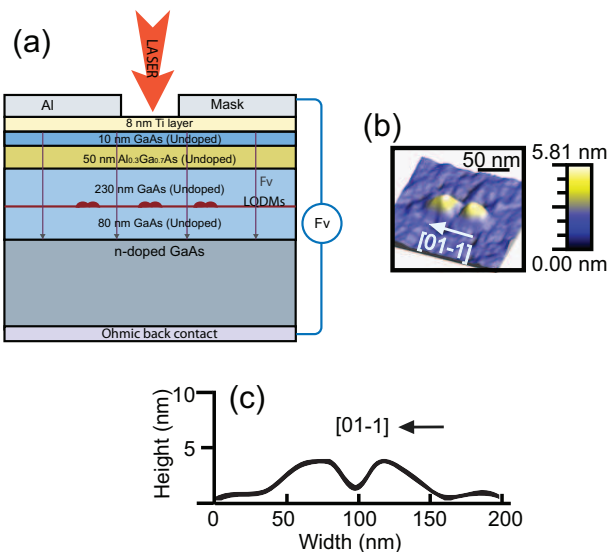 (a)
LASER
Al
Mask
8 nm Ti layer
10 nm GaAs (Undoped)
50 nm Al0.3Ga0.7As (Undoped)
230 nm GaAs (Undoped)
Fv
LQDMs
80 nm GaAs (Undoped)
n-doped GaAs
Ohmic back contact
Fv
(b)
50 nm
[01-1]
5.81 nm
0.00 nm
(c)
[01-1]
Height (nm)
10
5
0
50
100
150
200
Width (nm)